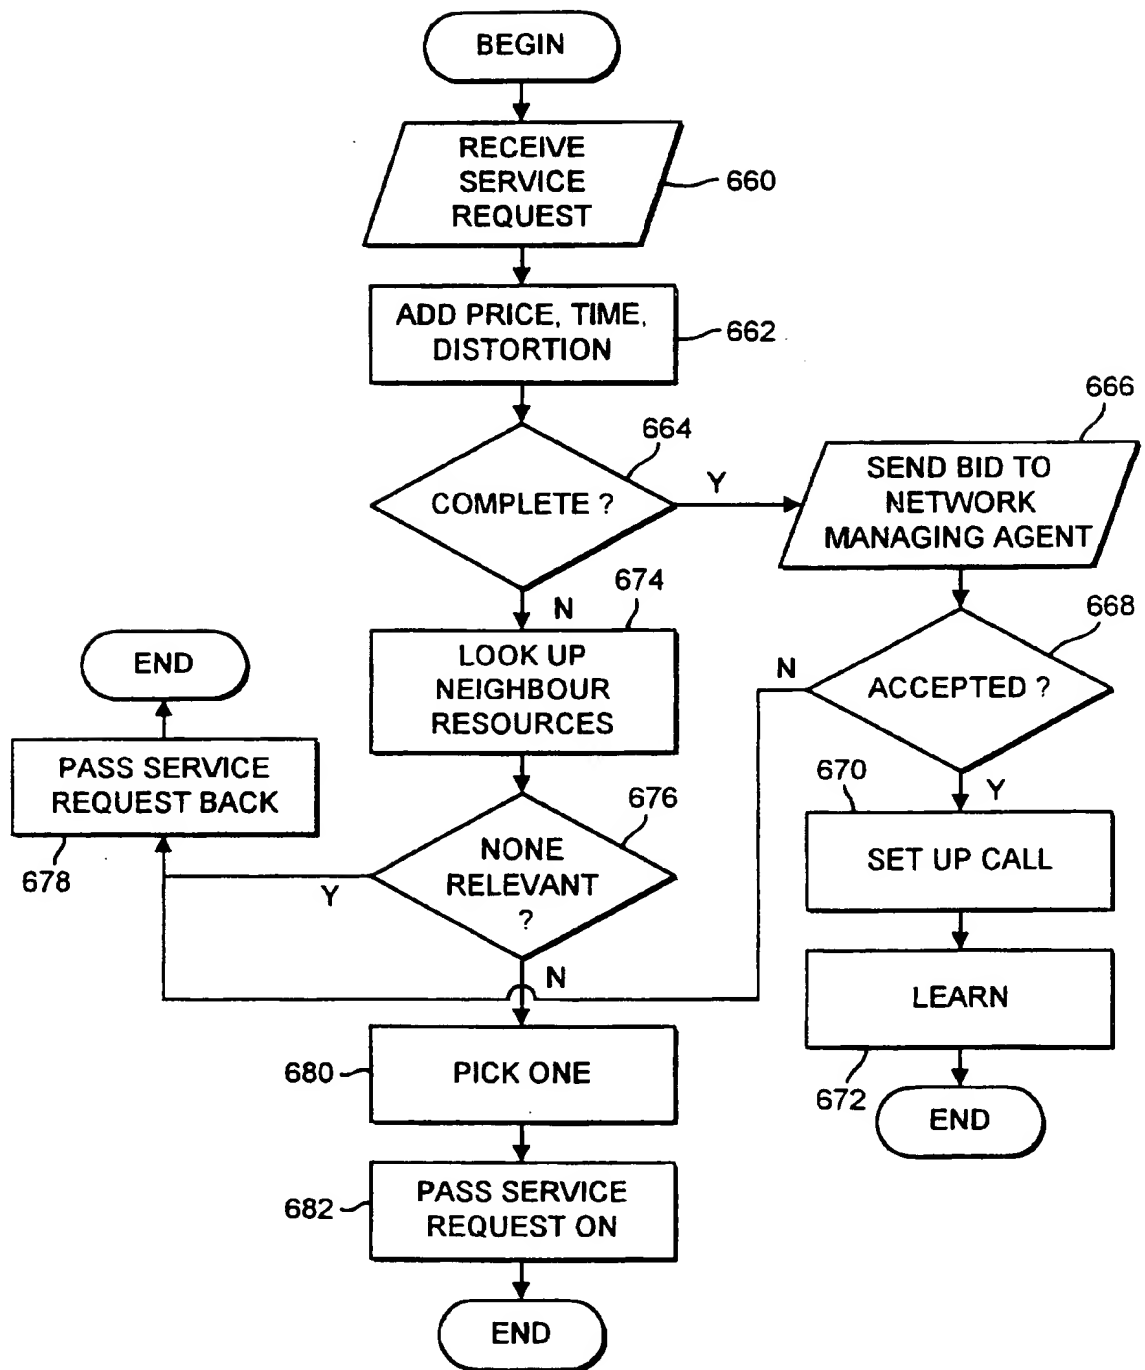 BEGIN
RECEIVE
SERVICE
REQUEST
660
ADD PRICE, TIME,
DISTORTION
662
COMPLETE ?
664
Y
N
SEND BID TO
NETWORK
MANAGING AGENT
666
ACCEPTED ?
668
N
Y
LOOK UP
NEIGHBOUR
RESOURCES
674
END
PASS SERVICE
REQUEST BACK
678
NONE
RELEVANT
?
676
Y
N
670
SET UP CALL
LEARN
672
END
680
PICK ONE
682
PASS SERVICE
REQUEST ON
END